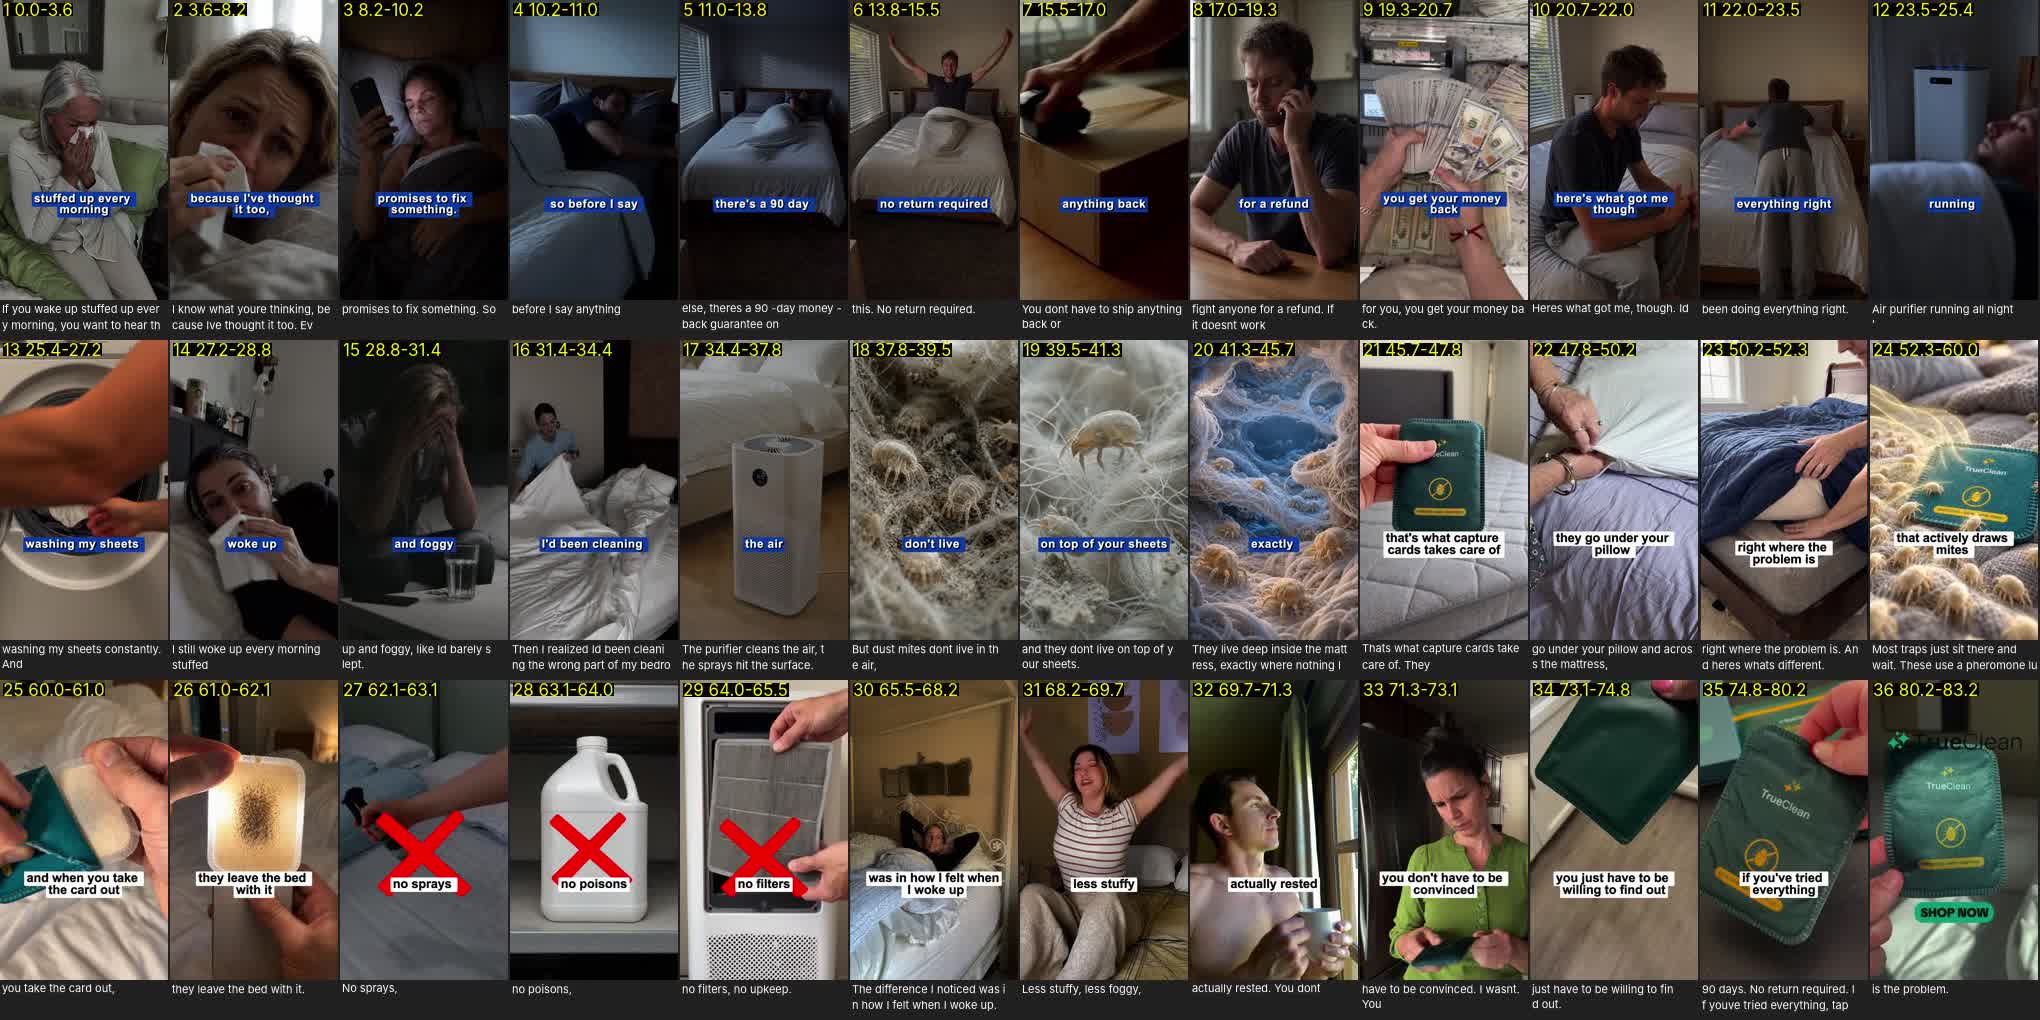 1 0.0-3.6
stuffed up every
morning
If you wake up stuffed up ever
y morning, you want to hear th
2 3.6-8.2
because I've thought
it too,
I know what youre thinking, be
cause Ive thought it too. Ev
3 8.2-10.2
promises to fix
something.
promises to fix something. So
4 10.2-11.0
so before I say
before I say anything
5 11.0-13.8
there's a 90 day
else, theres a 90 -day money -
back guarantee on
6 13.8-15.5
no return required
this. No return required.
7 15.5-17.0
anything back
You dont have to ship anything
back or
8 17.0-19.3
for a refund
fight anyone for a refund. If
it doesnt work
9 19.3-20.7
you get your money
back
for you, you get your money ba
ck.
10 20.7-22.0
here's what got me
though
Heres what got me, though. Id
11 22.0-23.5
everything right
been doing everything right.
12 23.5-25.4
running
Air purifier running all night
,
13 25.4-27.2
washing my sheets
washing my sheets constantly.
And
14 27.2-28.8
woke up
I still woke up every morning
stuffed
15 28.8-31.4
and foggy
up and foggy, like Id barely s
lept.
16 31.4-34.4
I'd been cleaning
Then I realized Id been cleani
ng the wrong part of my bedro
17 34.4-37.8
the air
The purifier cleans the air, t
he sprays hit the surface.
18 37.8-39.5
don't live
But dust mites dont live in th
e air,
19 39.5-41.3
on top of your sheets
and they dont live on top of y
our sheets.
20 41.3-45.7
exactly
They live deep inside the matt
ress, exactly where nothing I
21 45.7-47.8
TrueClean
that's what capture
cards takes care of
Thats what capture cards take
care of. They
22 47.8-50.2
they go under your
pillow
go under your pillow and acros
s the mattress,
23 50.2-52.3
right where the
problem is
right where the problem is. An
d heres whats different.
24 52.3-60.0
TrueClean
that actively draws
mites
Most traps just sit there and
wait. These use a pheromone lu
25 60.0-61.0
and when you take
the card out
you take the card out,
26 61.0-62.1
they leave the bed
with it
they leave the bed with it.
27 62.1-63.1
no sprays
No sprays,
28 63.1-64.0
no poisons
no poisons,
29 64.0-65.5
no filters
no filters, no upkeep.
30 65.5-68.2
was in how I felt when
I woke up
The difference I noticed was i
n how I felt when I woke up.
31 68.2-69.7
less stuffy
Less stuffy, less foggy,
32 69.7-71.3
actually rested
actually rested. You dont
33 71.3-73.1
you don't have to be
convinced
have to be convinced. I wasnt.
You
34 73.1-74.8
you just have to be
willing to find out
just have to be willing to fin
d out.
35 74.8-80.2
TrueClean
if you've tried
everything
90 days. No return required. I
f youve tried everything, tap
36 80.2-83.2
TrueClean
TrueClean
SHOP NOW
is the problem.